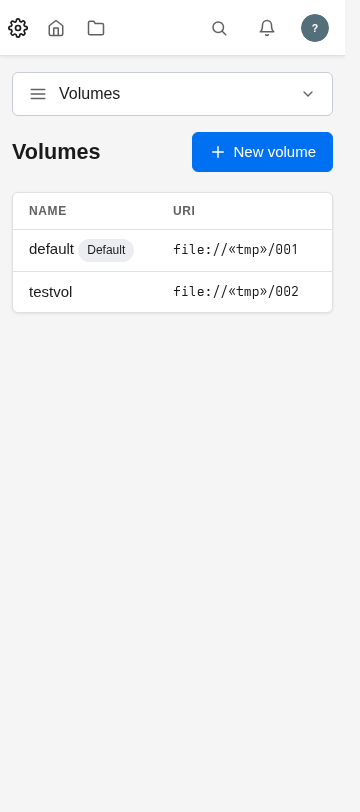 ?
Volumes
Volumes
New volume
NAME URI
default Default file://«tmp»/001
testvol file://«tmp»/002